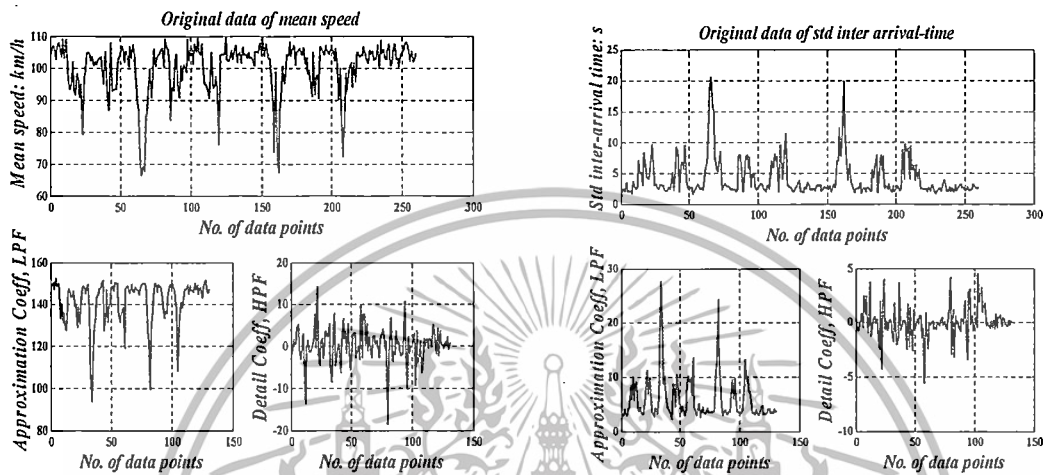 Original data of mean speed
Mean speed: km/h
110
100
90
80
70
60
0 50 100 150 200 250 300
No. of data points
Original data of std inter arrival-time
Std inter-arrival time: s
25
20
15
10
5
0
0 50 100 150 200 250 300
No. of data points
Approximation Coeff, LPF
160
140
120
100
80
0 50 100 150
No. of data points
Detail Coeff, HPF
20
10
0
-10
-20
0 50 100 150
No. of data points
Approximation Coeff, LPF
30
20
10
0
0 50 100 150
No. of data points
Detail Coeff, HPF
5
0
-5
-10
0 50 100 150
No. of data points